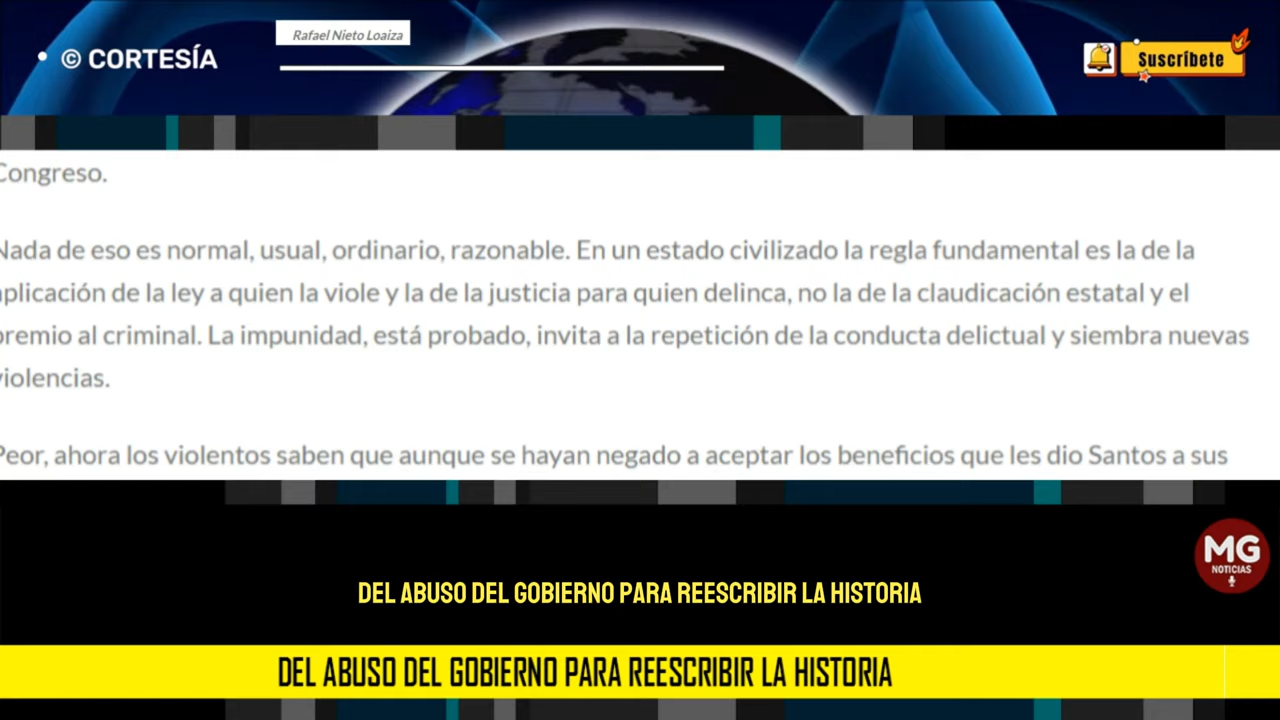 Rafael Nieto Loaiza
© CORTESÍA
Suscríbete
Congreso.
Nada de eso es normal, usual, ordinario, razonable. En un estado civilizado la regla fundamental es la de la
aplicación de la ley a quien la viole y la de la justicia para quien delinca, no la de la claudicación estatal y el
premio al criminal. La impunidad, está probado, invita a la repetición de la conducta delictual y siembra nuevas
violencias.
Peor, ahora los violentos saben que aunque se hayan negado a aceptar los beneficios que les dio Santos a sus
MG
NOTICIAS
DEL ABUSO DEL GOBIERNO PARA REESCRIBIR LA HISTORIA
DEL ABUSO DEL GOBIERNO PARA REESCRIBIR LA HISTORIA